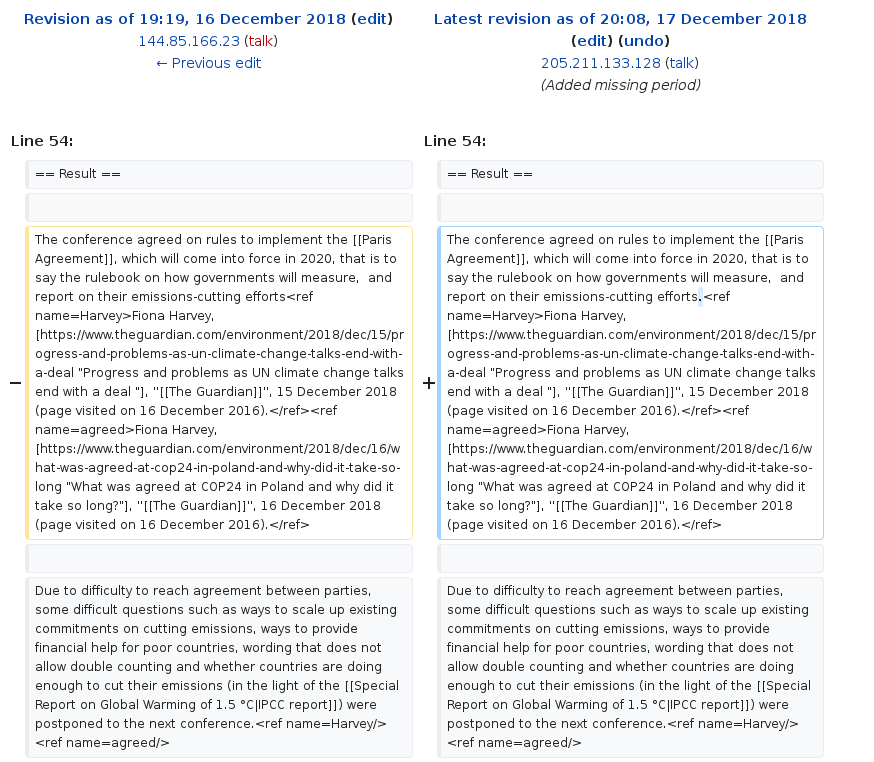 Revision as of 19:19, 16 December 2018 (edit)
144.85.166.23 (talk)
← Previous edit
Latest revision as of 20:08, 17 December 2018
(edit) (undo)
205.211.133.128 (talk)
(Added missing period)
Line 54:
== Result ==
The conference agreed on rules to implement the [[Paris
Agreement]], which will come into force in 2020, that is to
say the rulebook on how governments will measure,  and
report on their emissions-cutting efforts<ref
name=Harvey>Fiona Harvey,
[https://www.theguardian.com/environment/2018/dec/15/pr
ogress-and-problems-as-un-climate-change-talks-end-with-
− a-deal "Progress and problems as UN climate change talks
end with a deal "], ''[[The Guardian]]'', 15 December 2018
(page visited on 16 December 2016).</ref><ref
name=agreed>Fiona Harvey,
[https://www.theguardian.com/environment/2018/dec/16/w
hat-was-agreed-at-cop24-in-poland-and-why-did-it-take-so-
long "What was agreed at COP24 in Poland and why did it
take so long?"], ''[[The Guardian]]'', 16 December 2018
(page visited on 16 December 2016).</ref>
Due to difficulty to reach agreement between parties,
some difficult questions such as ways to scale up existing
commitments on cutting emissions, ways to provide
financial help for poor countries, wording that does not
allow double counting and whether countries are doing
enough to cut their emissions (in the light of the [[Special
Report on Global Warming of 1.5 °C|IPCC report]]) were
postponed to the next conference.<ref name=Harvey/>
<ref name=agreed/>
Line 54:
== Result ==
The conference agreed on rules to implement the [[Paris
Agreement]], which will come into force in 2020, that is to
say the rulebook on how governments will measure,  and
report on their emissions-cutting efforts.<ref
name=Harvey>Fiona Harvey,
[https://www.theguardian.com/environment/2018/dec/15/pr
ogress-and-problems-as-un-climate-change-talks-end-with-
+ a-deal "Progress and problems as UN climate change talks
end with a deal "], ''[[The Guardian]]'', 15 December 2018
(page visited on 16 December 2016).</ref><ref
name=agreed>Fiona Harvey,
[https://www.theguardian.com/environment/2018/dec/16/w
hat-was-agreed-at-cop24-in-poland-and-why-did-it-take-so-
long "What was agreed at COP24 in Poland and why did it
take so long?"], ''[[The Guardian]]'', 16 December 2018
(page visited on 16 December 2016).</ref>
Due to difficulty to reach agreement between parties,
some difficult questions such as ways to scale up existing
commitments on cutting emissions, ways to provide
financial help for poor countries, wording that does not
allow double counting and whether countries are doing
enough to cut their emissions (in the light of the [[Special
Report on Global Warming of 1.5 °C|IPCC report]]) were
postponed to the next conference.<ref name=Harvey/>
<ref name=agreed/>